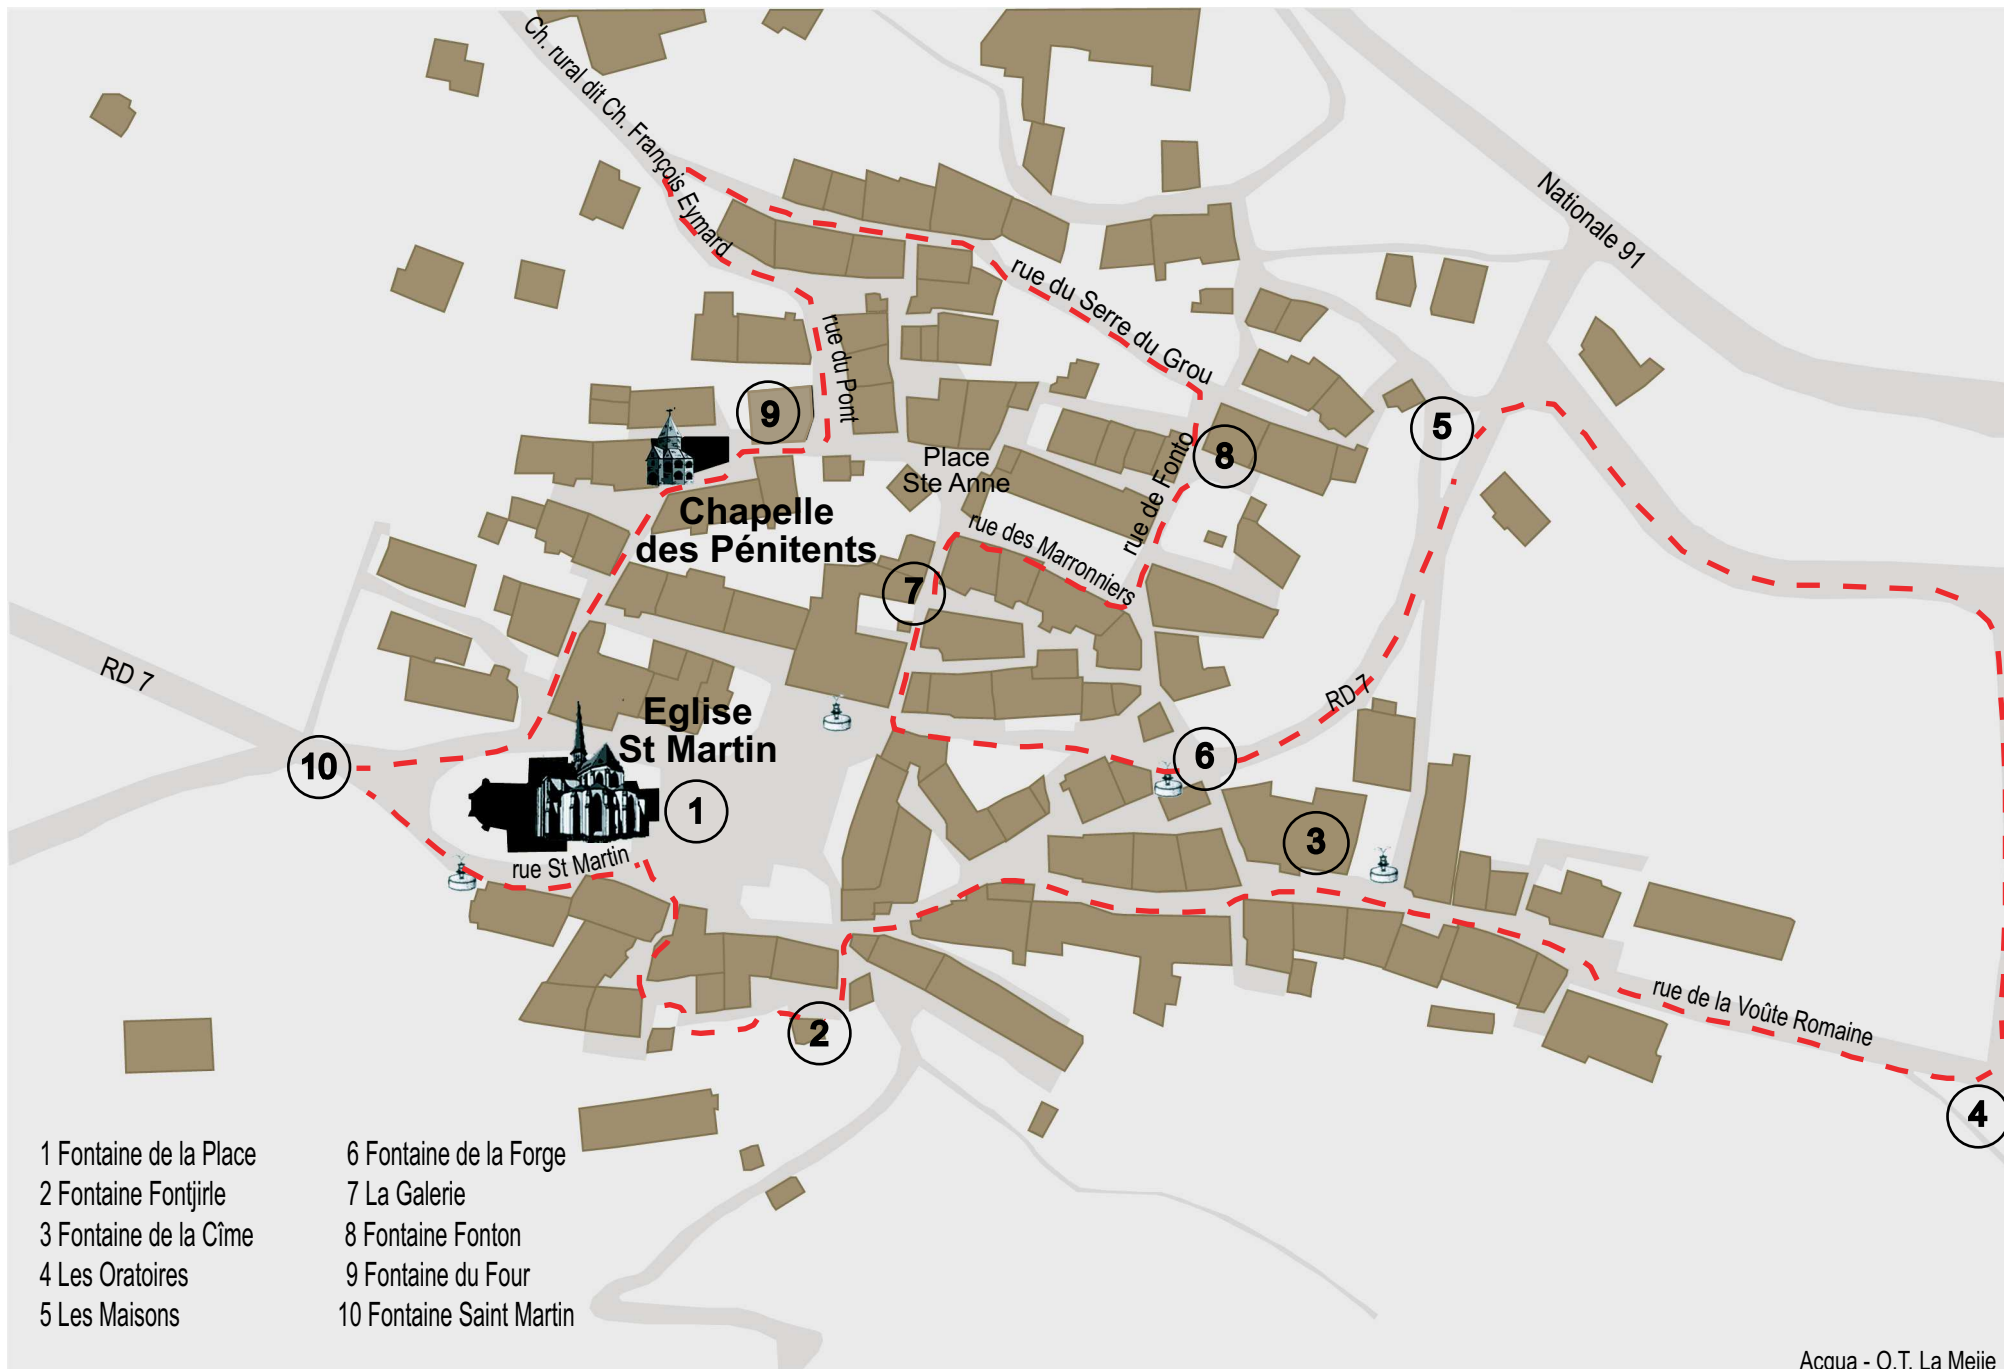 Ch. rural dit Ch. François Eymard
Nationale 91
rue du Serre du Grou
rue du Pont
9
5
8
Place
Ste Anne
rue de Fonto
Chapelle
des Pénitents
rue des Marronniers
7
RD 7
RD 7
Eglise
St Martin
10
6
1
3
rue St Martin
rue de la Voûte Romaine
2
4
1 Fontaine de la Place
2 Fontaine Fontjirle
3 Fontaine de la Cîme
4 Les Oratoires
5 Les Maisons
6 Fontaine de la Forge
7 La Galerie
8 Fontaine Fonton
9 Fontaine du Four
10 Fontaine Saint Martin
Acqua - O.T. La Meije